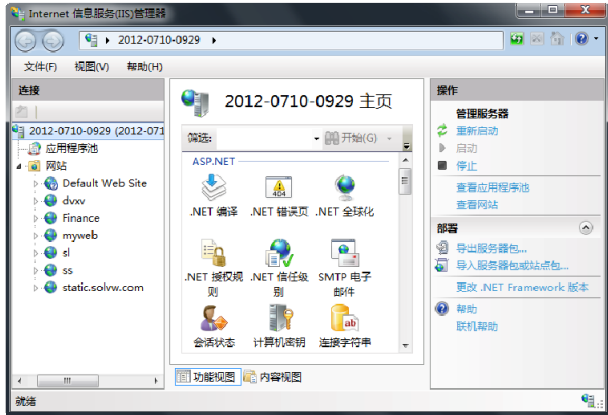 Internet 信息服务(IIS)管理器
2012-0710-0929
文件(F) 视图(V) 帮助(H)
连接
2012-0710-0929 (2012-071
应用程序池
网站
Default Web Site
dvxv
Finance
myweb
sl
ss
static.solvw.com
2012-0710-0929 主页
筛选: 开始(G)
ASP.NET
404
.NET 编译 .NET 错误页 .NET 全球化
.NET 授权规则 .NET 信任级别 SMTP 电子邮件
ab
会话状态 计算机密钥 连接字符串
功能视图 内容视图
操作
管理服务器
重新启动
启动
停止
查看应用程序池
查看网站
部署
导出服务器包...
导入服务器包或站点包...
更改 .NET Framework 版本
帮助
联机帮助
就绪